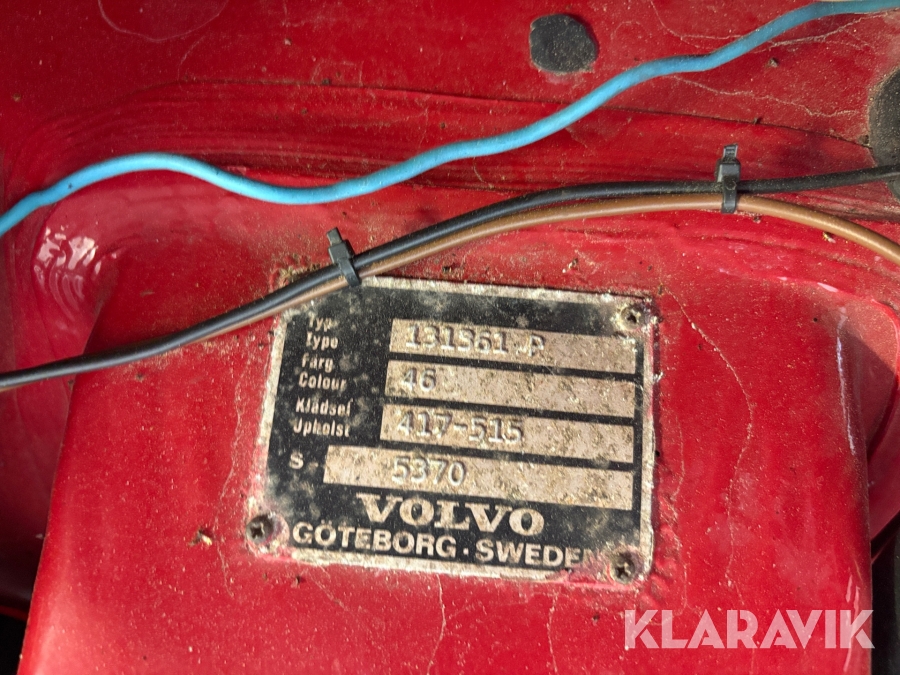 Typ
Type 131361 P
Färg
Colour 46
Klädsel
Upholst 417-515
S 5370
VOLVO
GÖTEBORG · SWEDEN
KLARAVIK